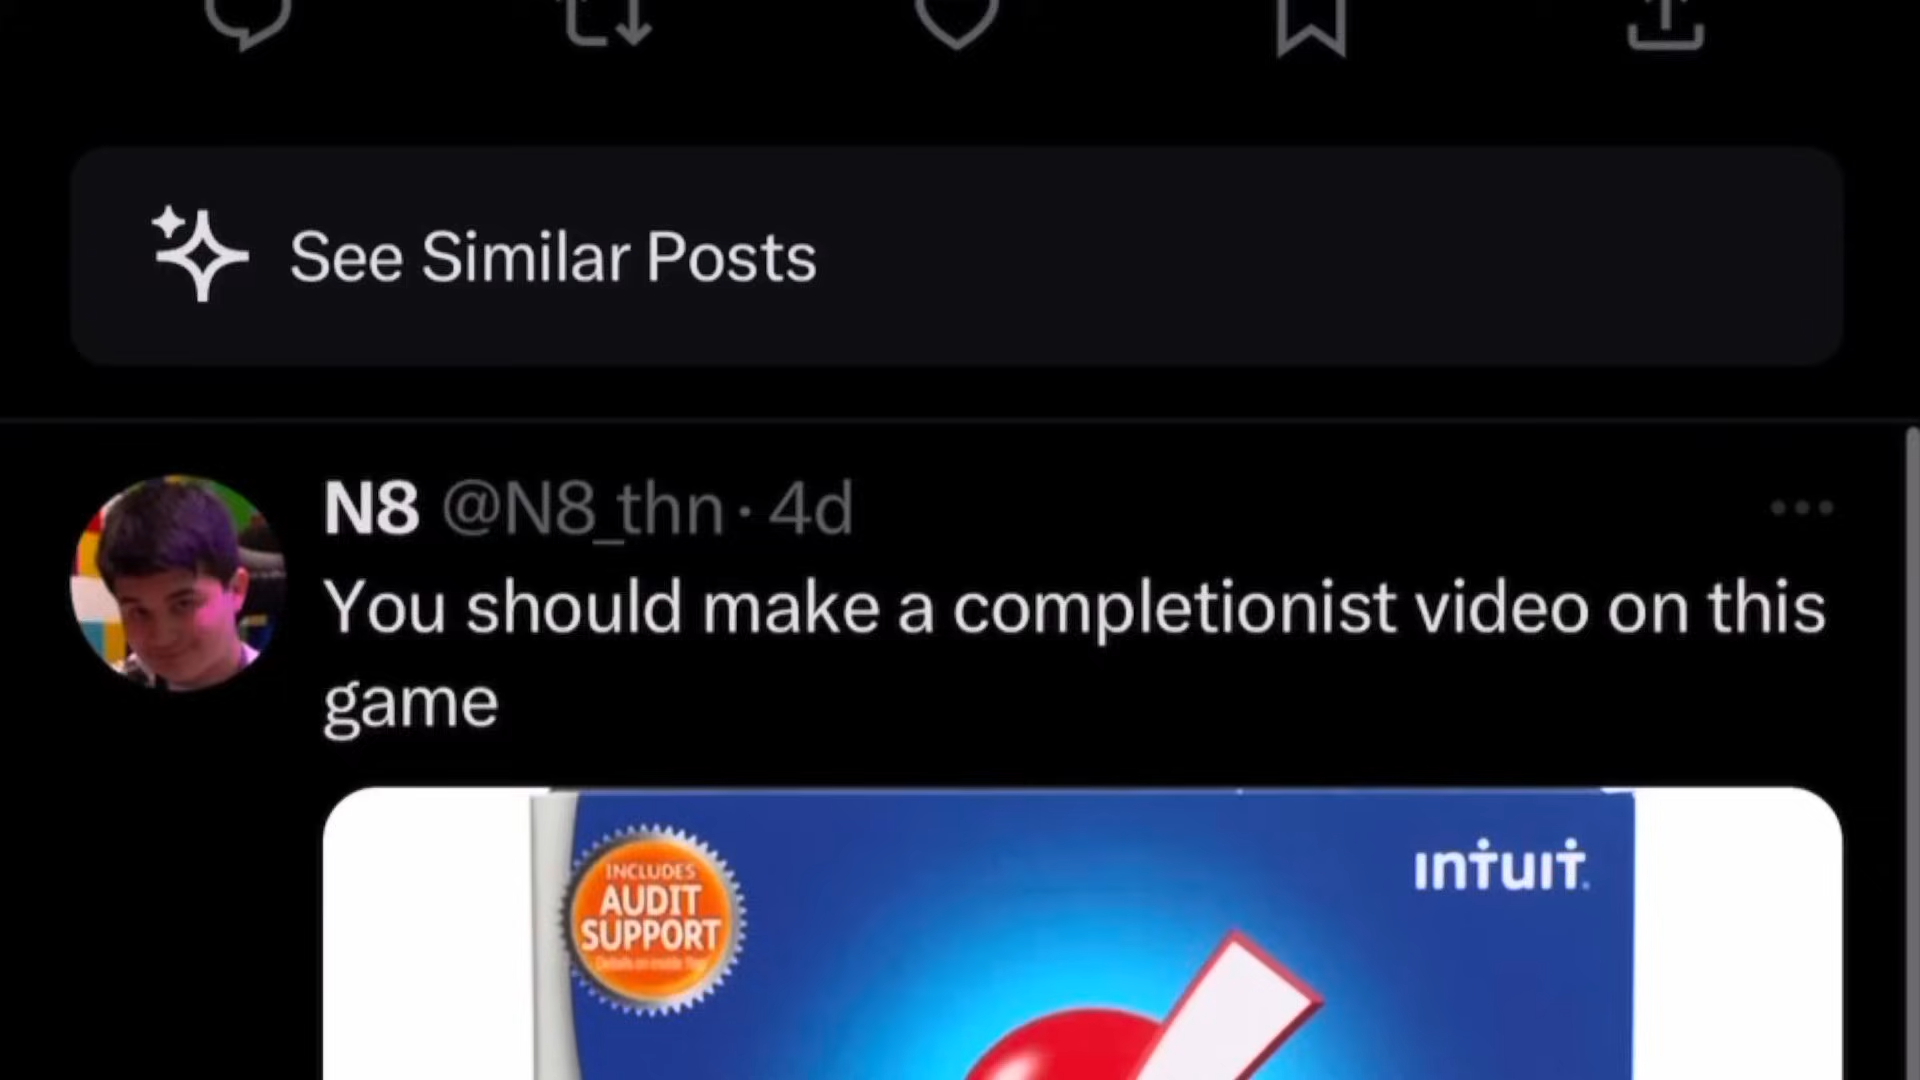 See Similar Posts
N8 @N8_thn · 4d
You should make a completionist video on this
game
INCLUDES
AUDIT
SUPPORT
intuit.